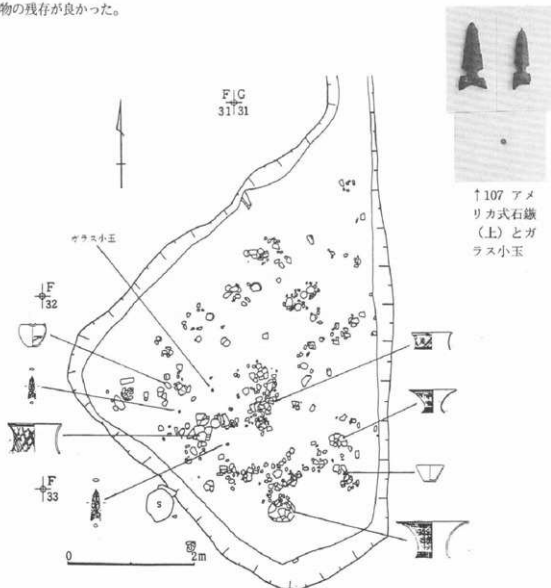 物の残存が良かった。
↑107 アメ
リカ式石鏃
(上)とガ
ラス小玉
F G
31 31
ガラス小玉
F
32
F
33
S
0 2m